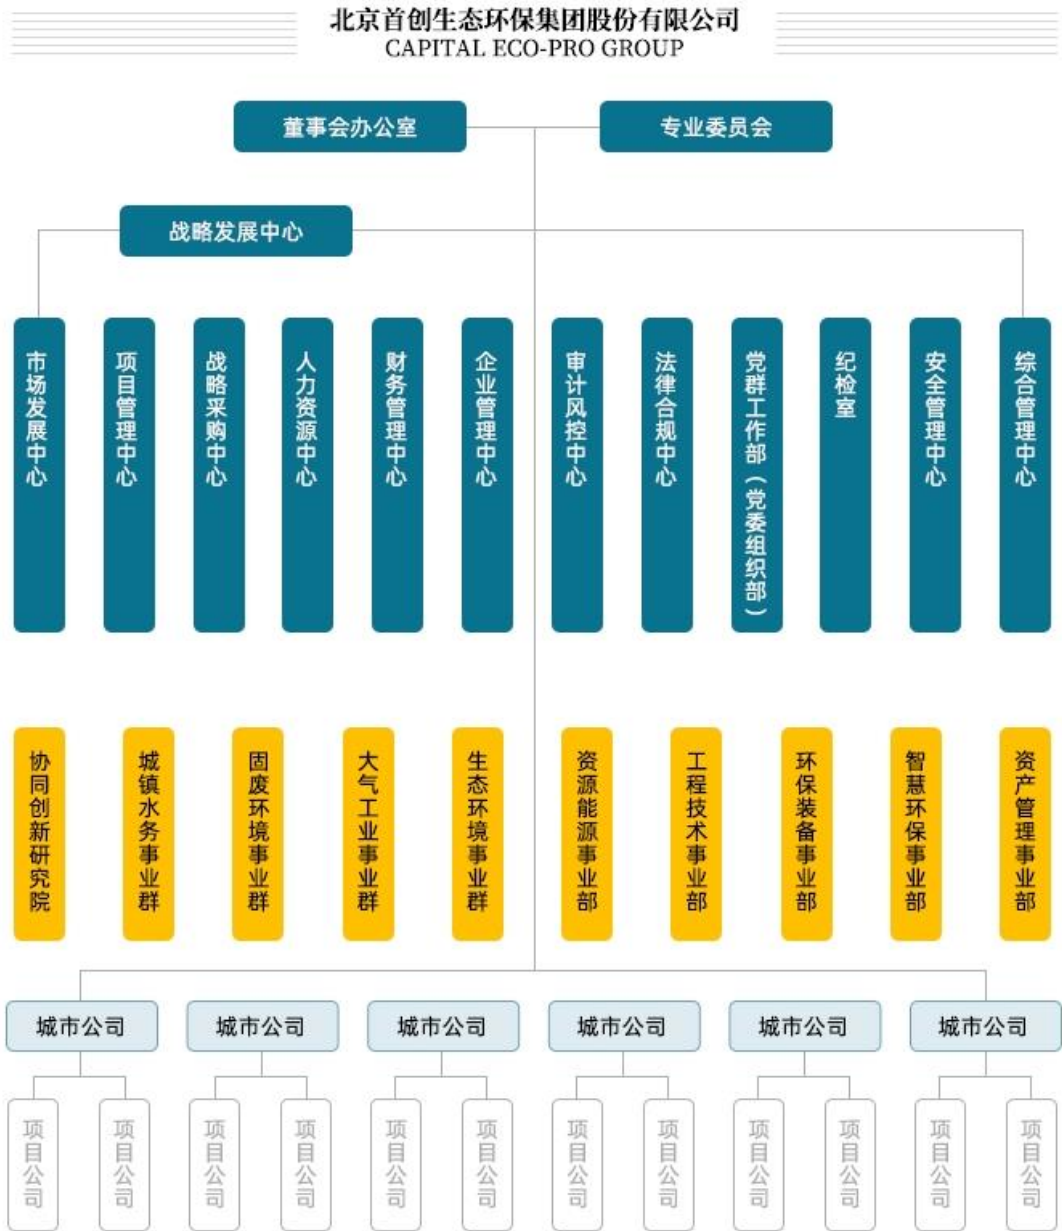 北京首创生态环保集团股份有限公司
CAPITAL ECO-PRO GROUP
董事会办公室
专业委员会
战略发展中心
市场发展中心
项目管理中心
战略采购中心
人力资源中心
财务管理中心
企业管理中心
审计风控中心
法律合规中心
党群工作部（党委组织部）
纪检室
安全管理中心
综合管理中心
协同创新研究院
城镇水务事业群
固废环境事业群
大气工业事业群
生态环境事业群
资源能源事业部
工程技术事业部
环保装备事业部
智慧环保事业部
资产管理事业部
城市公司
城市公司
城市公司
城市公司
城市公司
城市公司
项目公司
项目公司
项目公司
项目公司
项目公司
项目公司
项目公司
项目公司
项目公司
项目公司
项目公司
项目公司